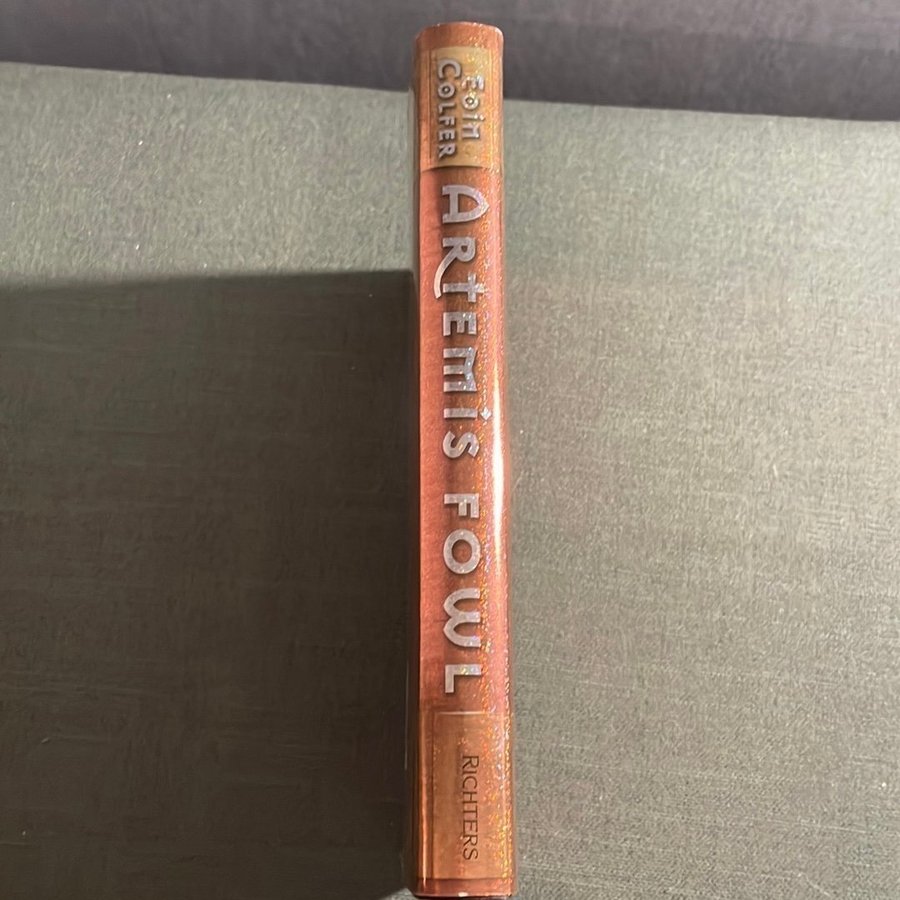 Eoin
Colfer
Artemis Fowl
Richters